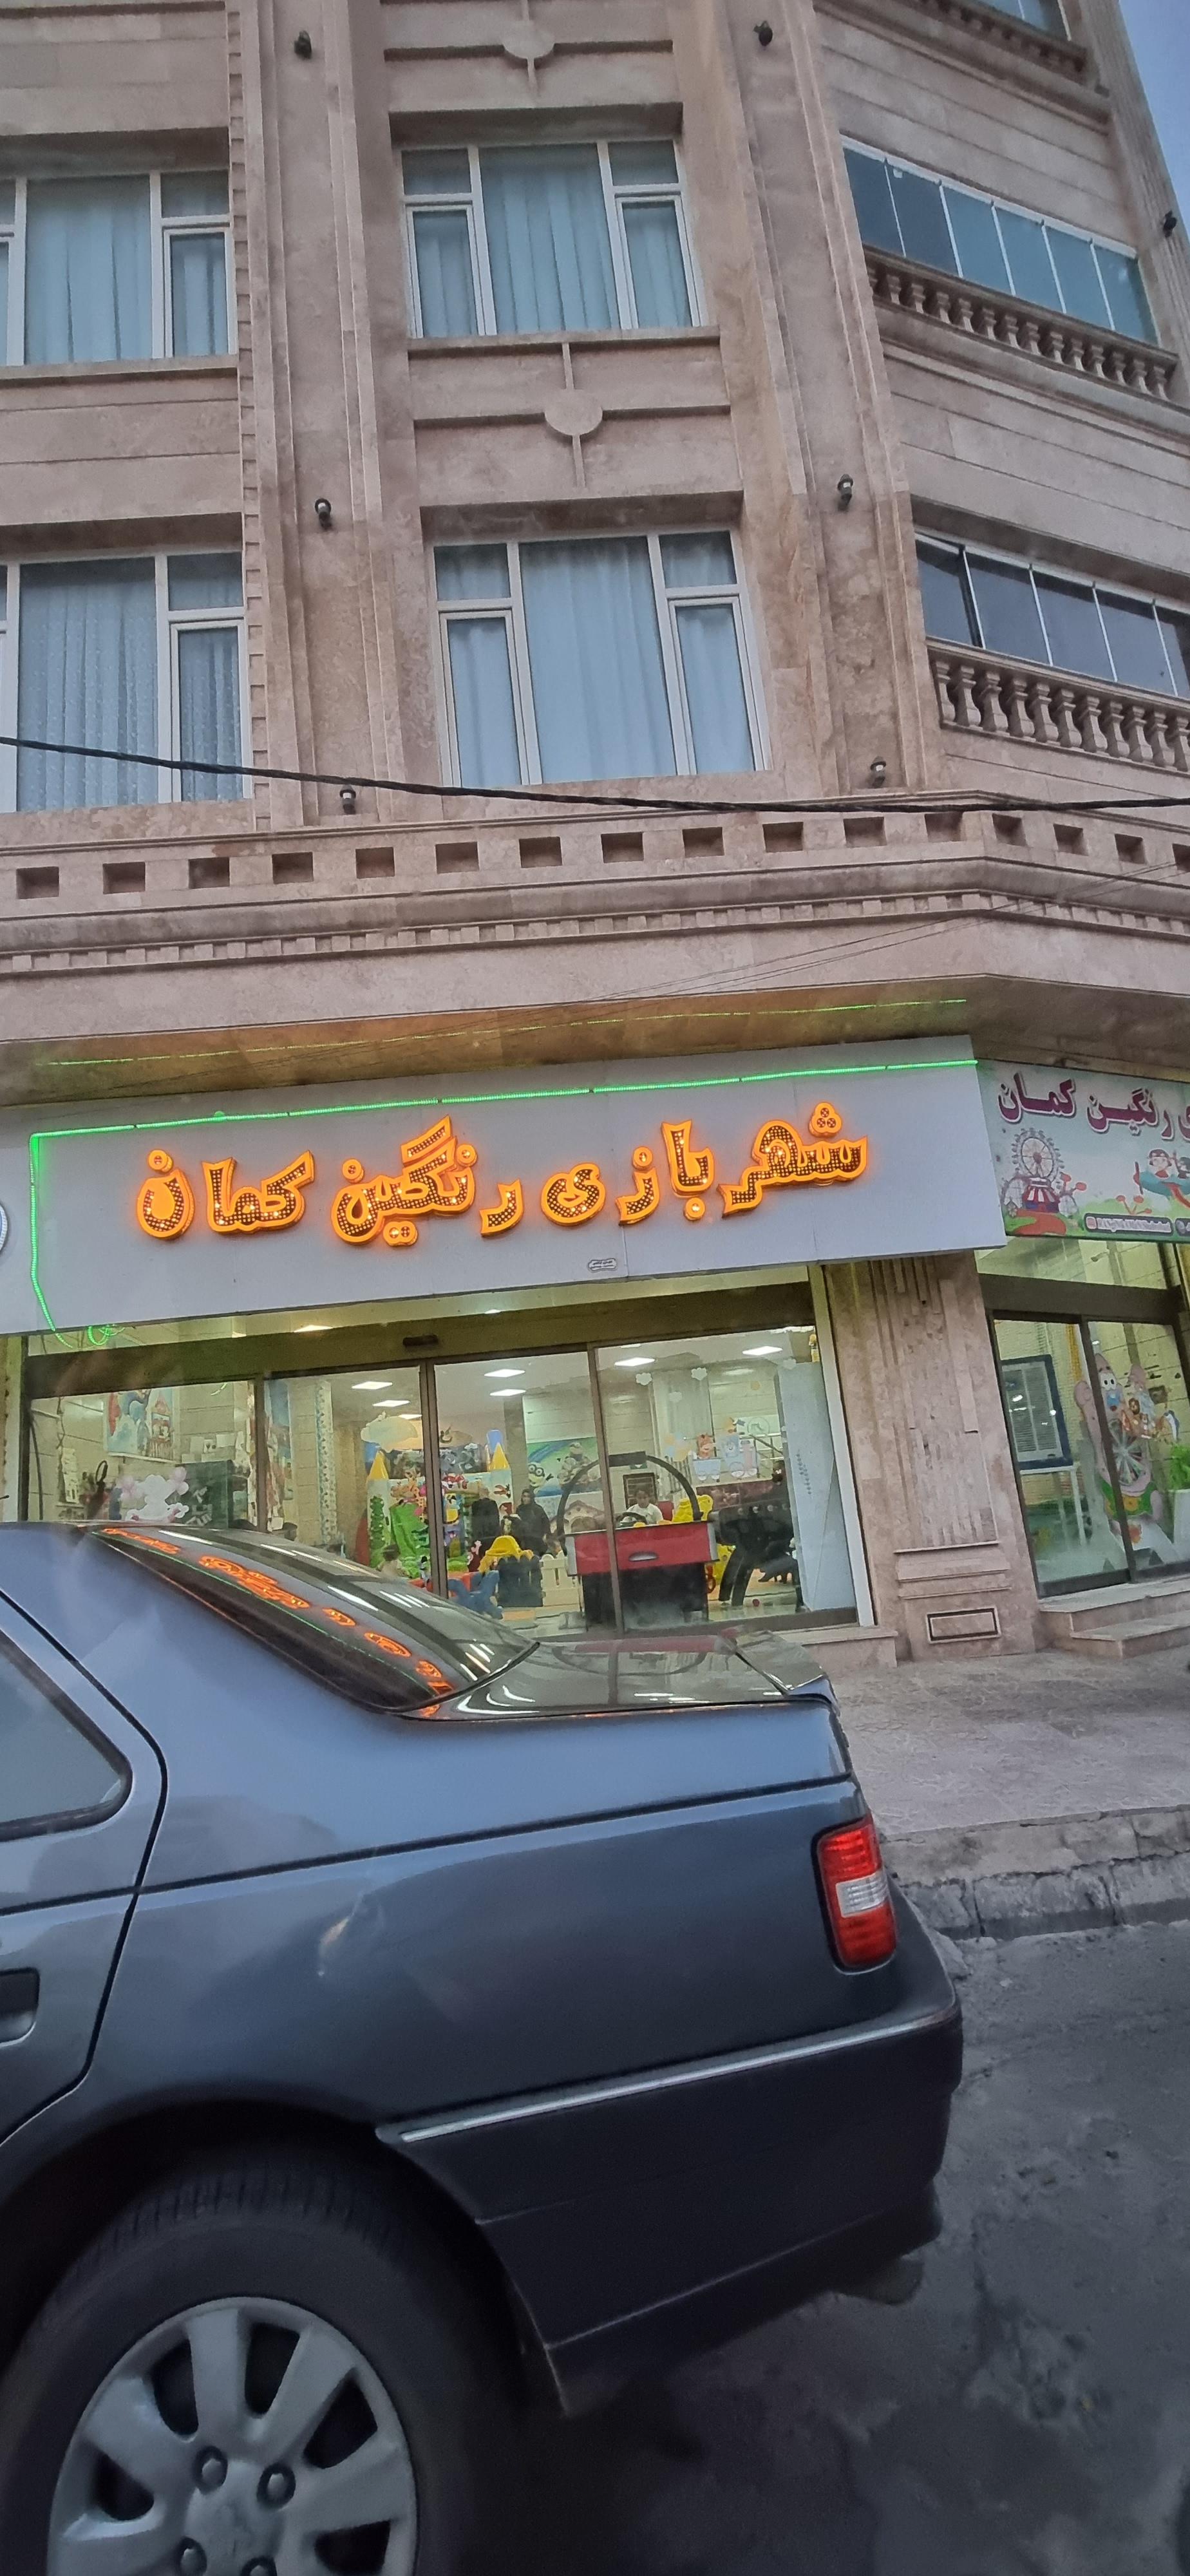 شهر بازی رنگین کمان
ی رنگین کمان